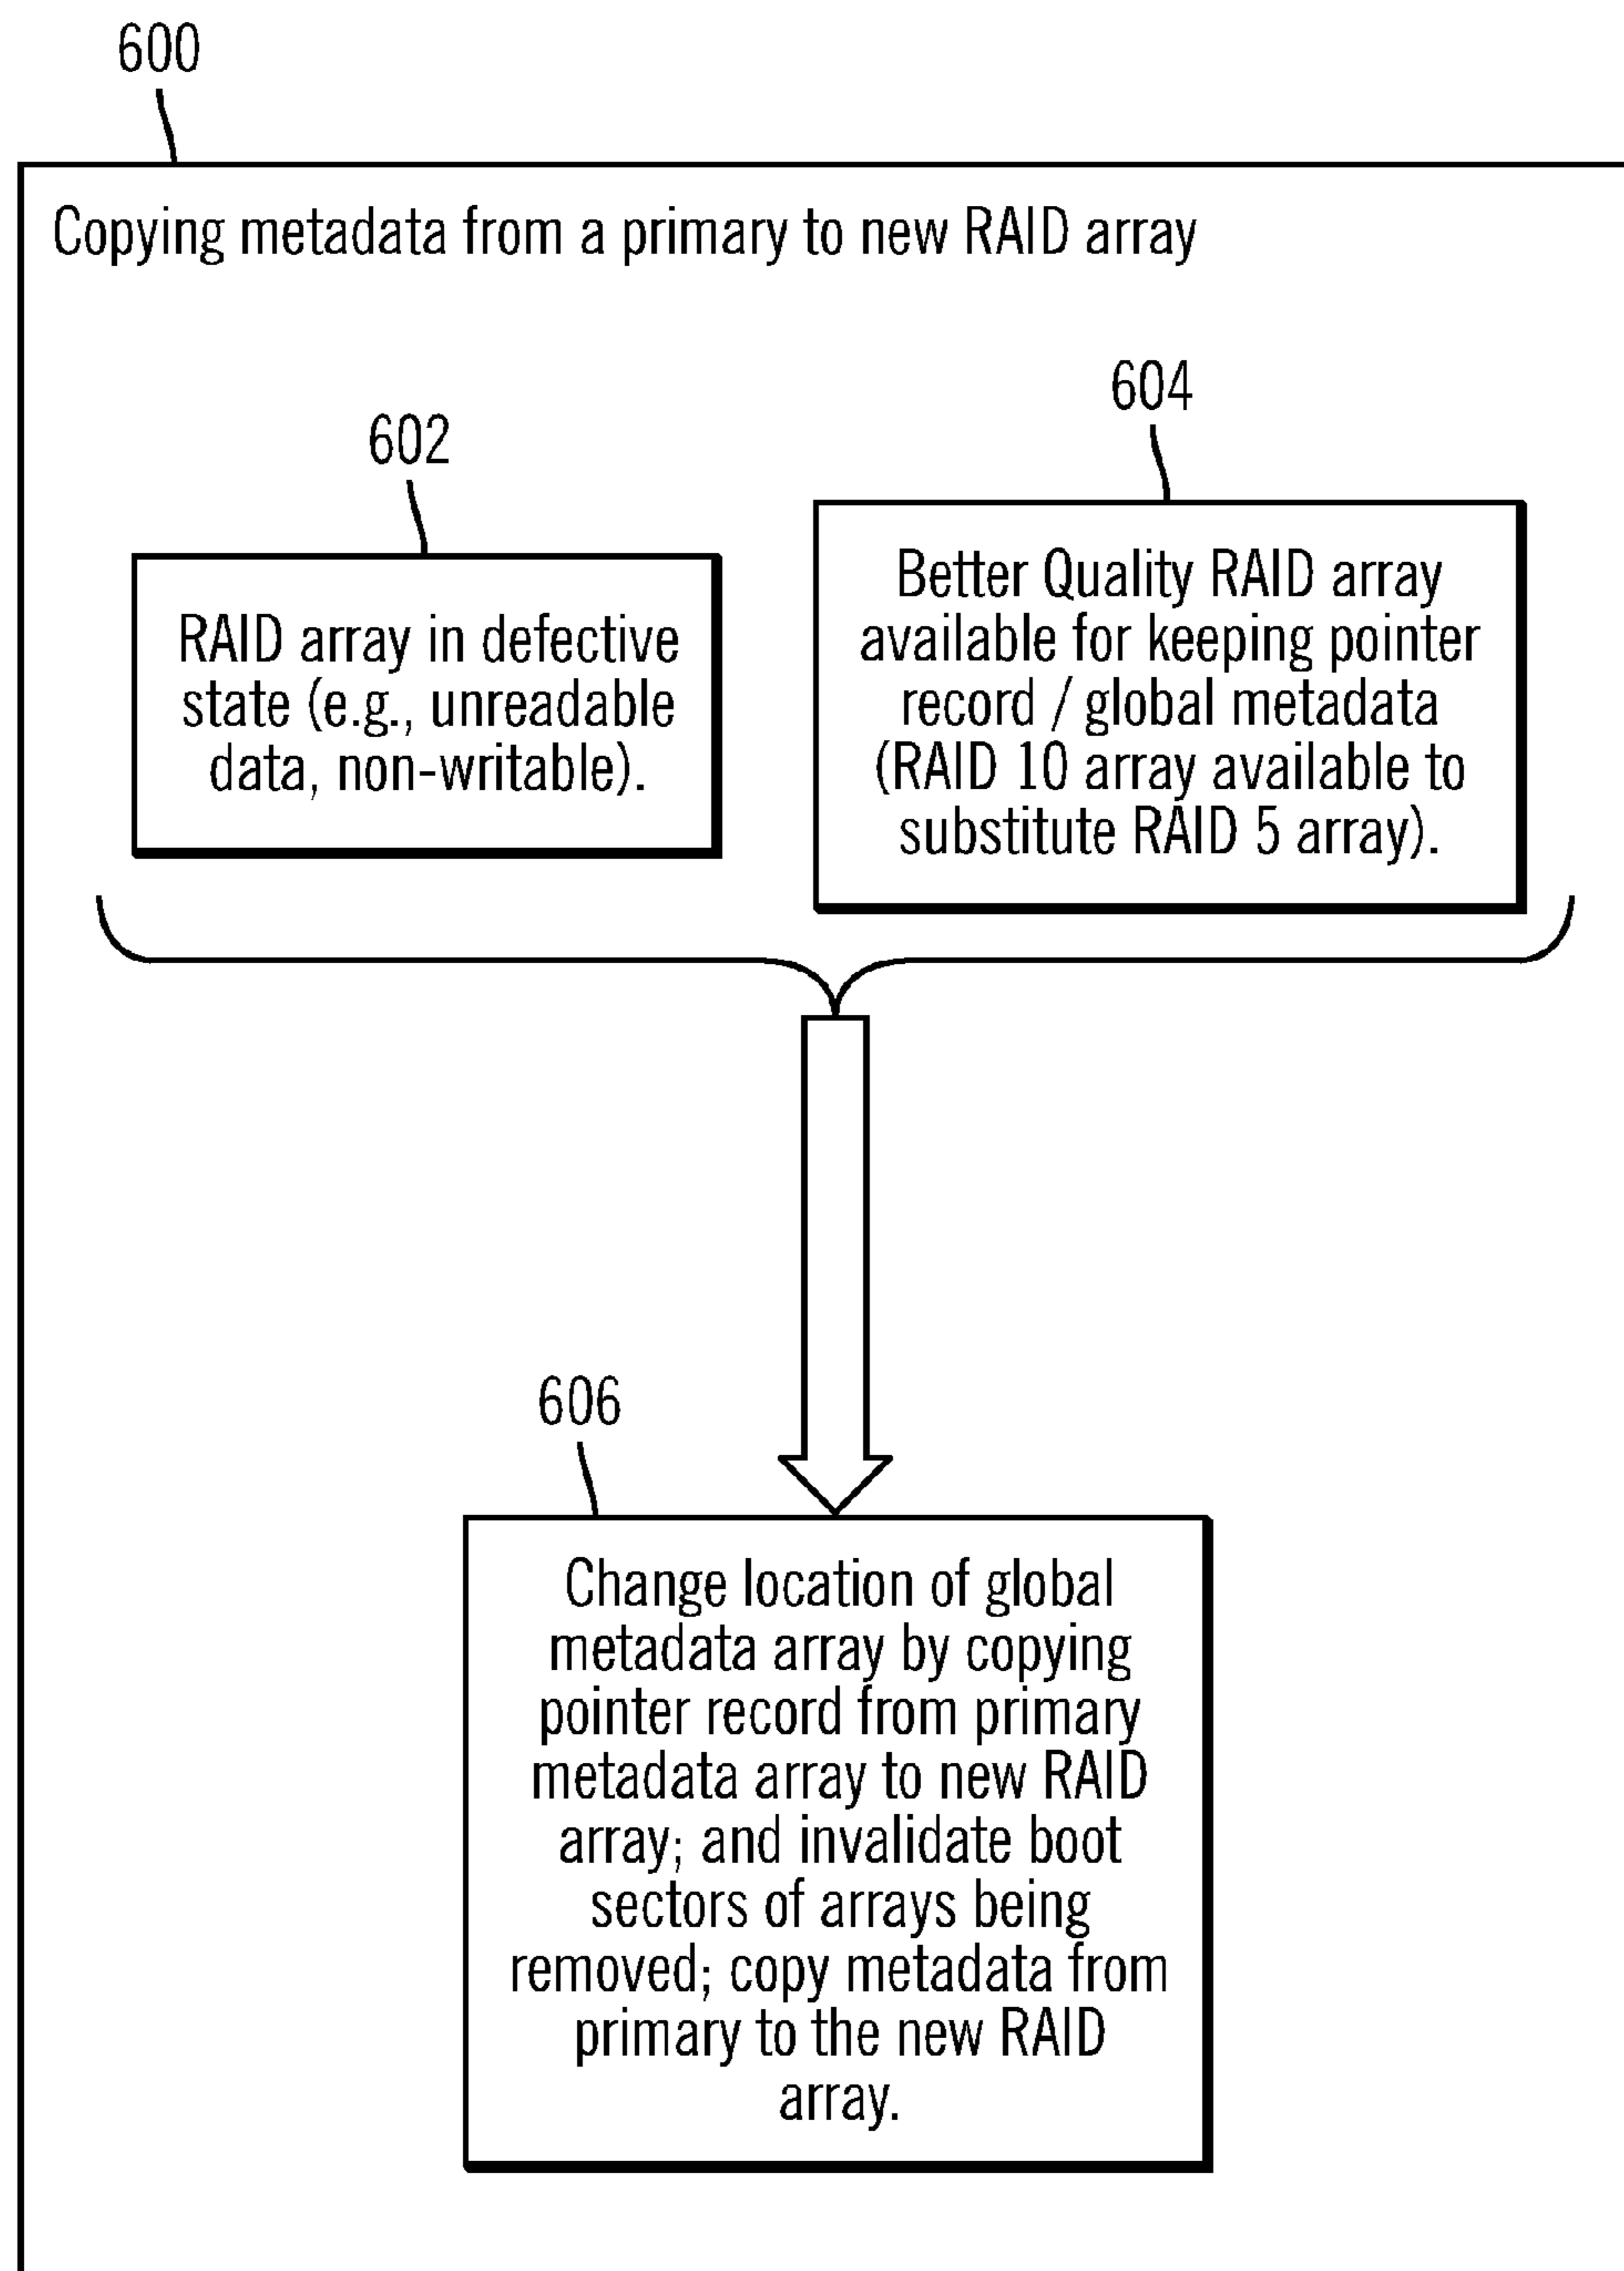 600
Copying metadata from a primary to new RAID array
602
604
RAID array in defective
state (e.g., unreadable
data, non-writable).
Better Quality RAID array
available for keeping pointer
record / global metadata
(RAID 10 array available to
substitute RAID 5 array).
606
Change location of global
metadata array by copying
pointer record from primary
metadata array to new RAID
array; and invalidate boot
sectors of arrays being
removed; copy metadata from
primary to the new RAID
array.